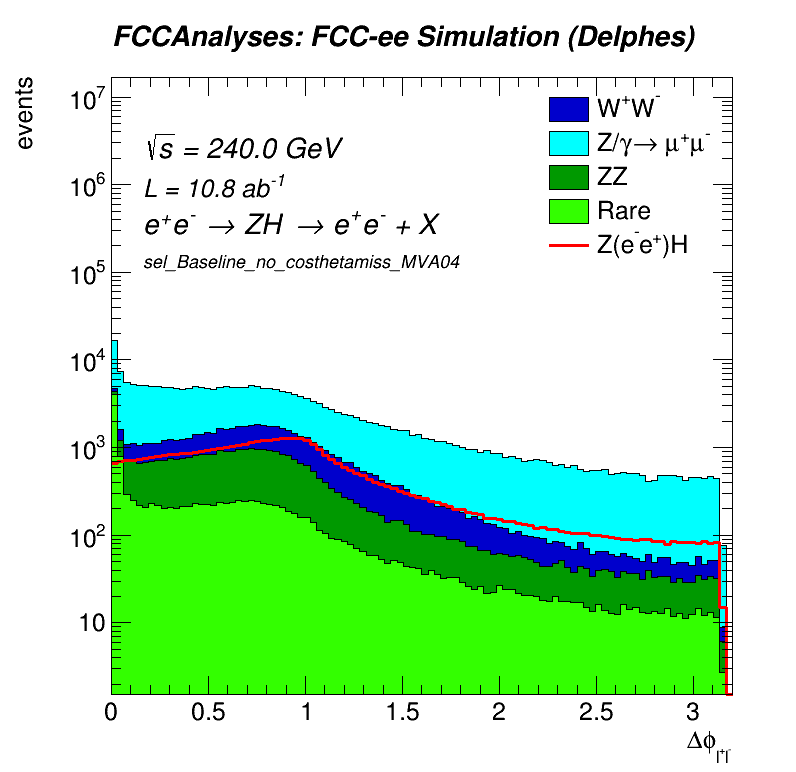 FCCAnalyses: FCC-ee Simulation (Delphes)
events
√s = 240.0 GeV
L = 10.8 ab⁻¹
e⁺e⁻ → ZH → e⁺e⁻ + X
sel_Baseline_no_costhetamiss_MVA04
W⁺W⁻
Z/γ→ μ⁺μ⁻
ZZ
Rare
Z(e⁻e⁺)H
10⁷
10⁶
10⁵
10⁴
10³
10²
10
0 0.5 1 1.5 2 2.5 3
Δϕ_l⁺l⁻